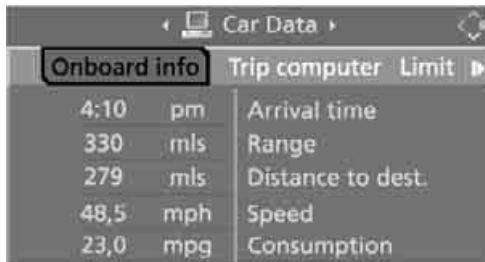 Car Data
Onboard info Trip computer Limit
4:10 pm Arrival time
330 mls Range
279 mls Distance to dest.
48,5 mph Speed
23,0 mpg Consumption